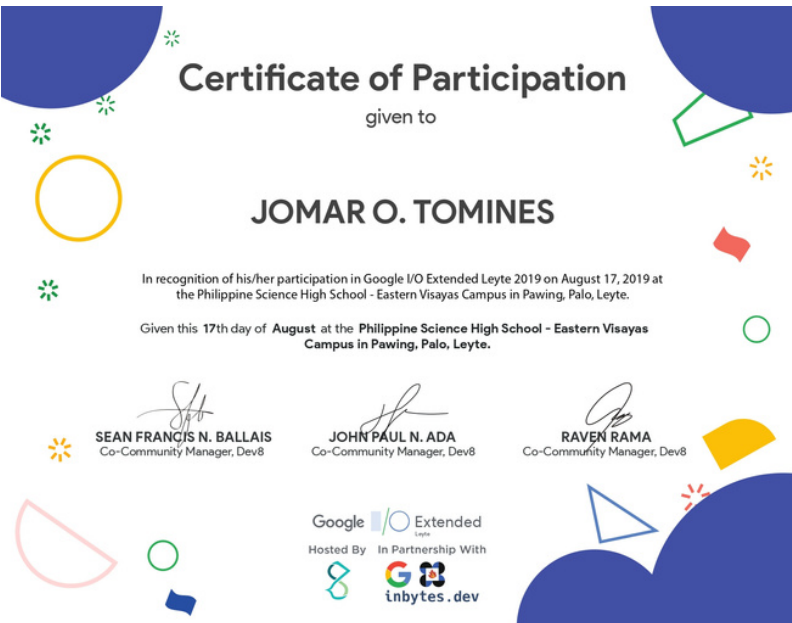 Certificate of Participation
given to
JOMAR O. TOMINES
In recognition of his/her participation in Google I/O Extended Leyte 2019 on August 17, 2019 at
the Philippine Science High School - Eastern Visayas Campus in Pawing, Palo, Leyte.
Given this 17th day of August at the Philippine Science High School - Eastern Visayas
Campus in Pawing, Palo, Leyte.
SEAN FRANCIS N. BALLAIS
Co-Community Manager, Dev8
JOHN PAUL N. ADA
Co-Community Manager, Dev8
RAVEN RAMA
Co-Community Manager, Dev8
Google I/O Extended
Leyte
Hosted By
In Partnership With
G
inbytes.dev